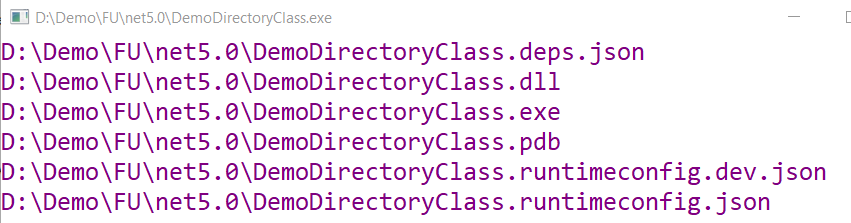 D:\Demo\FU\net5.0\DemoDirectoryClass.exe
D:\Demo\FU\net5.0\DemoDirectoryClass.deps.json
D:\Demo\FU\net5.0\DemoDirectoryClass.dll
D:\Demo\FU\net5.0\DemoDirectoryClass.exe
D:\Demo\FU\net5.0\DemoDirectoryClass.pdb
D:\Demo\FU\net5.0\DemoDirectoryClass.runtimeconfig.dev.json
D:\Demo\FU\net5.0\DemoDirectoryClass.runtimeconfig.json